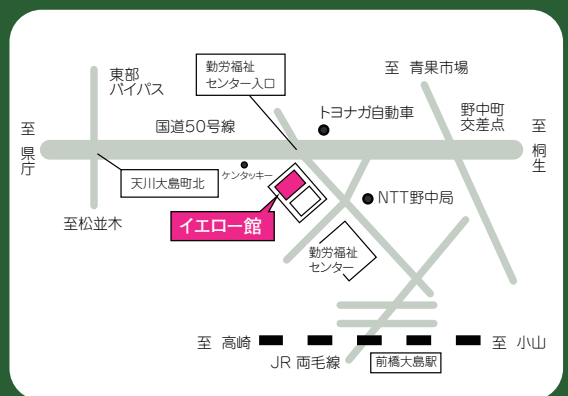 東部
バイパス
勤労福祉
センター入口
至 青果市場
トヨナガ自動車
野中町
交差点
国道50号線
至 県庁
至 桐生
ケンタッキー
天川大島町北
NTT野中局
至松並木
イエロー館
勤労福祉
センター
至 高崎
至 小山
JR 両毛線
前橋大島駅